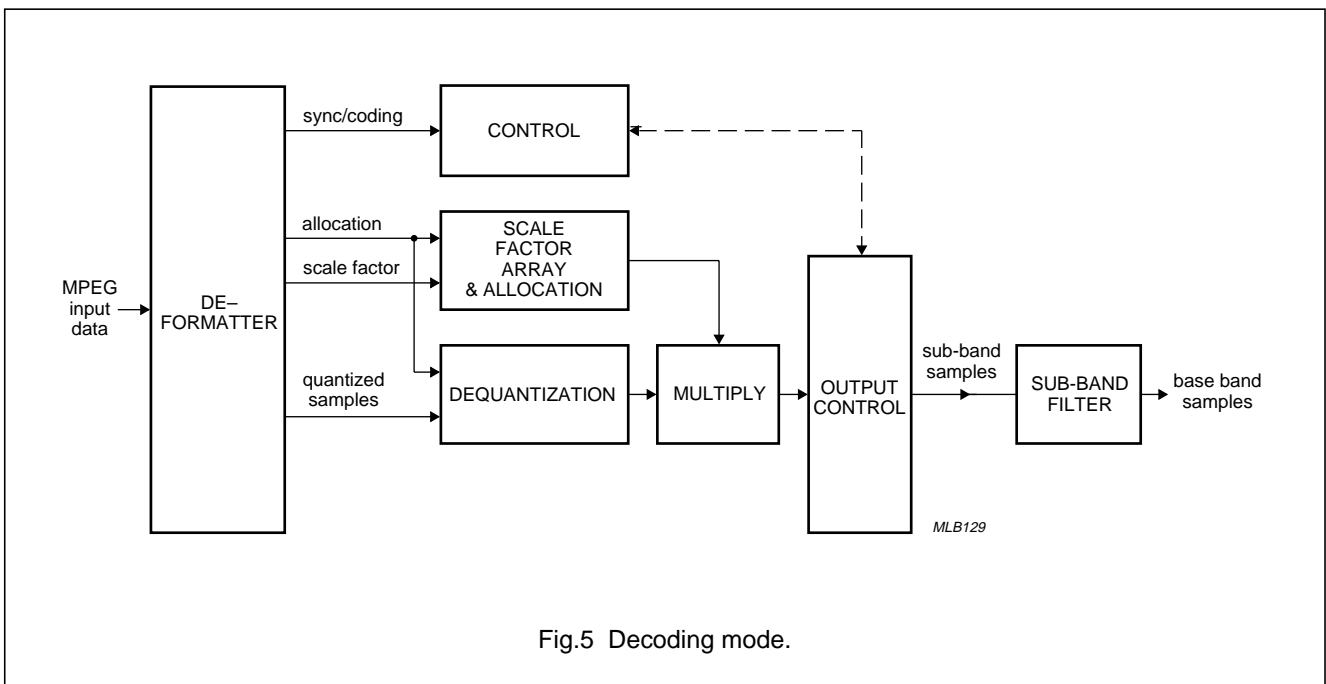 sync/coding
CONTROL
allocation
scale factor
SCALE
FACTOR
ARRAY
& ALLOCATION
MPEG
input
data
DE–
FORMATTER
quantized
samples
DEQUANTIZATION
MULTIPLY
OUTPUT
CONTROL
sub-band
samples
SUB-BAND
FILTER
base band
samples
MLB129
Fig.5 Decoding mode.